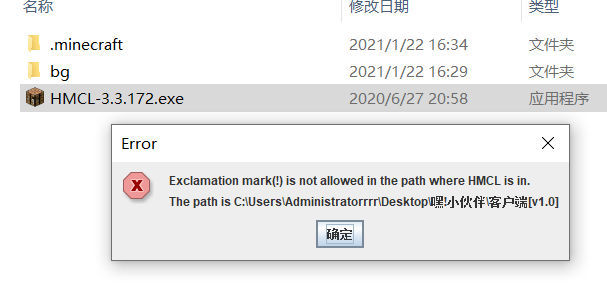 名称 修改日期 类型
.minecraft 2021/1/22 16:34 文件夹
bg 2021/1/22 16:29 文件夹
HMCL-3.3.172.exe 2020/6/27 20:58 应用程序
Error
Exclamation mark(!) is not allowed in the path where HMCL is in.
The path is C:\Users\Administratorrrr\Desktop\嘿!小伙伴\客户端[v1.0]
确定